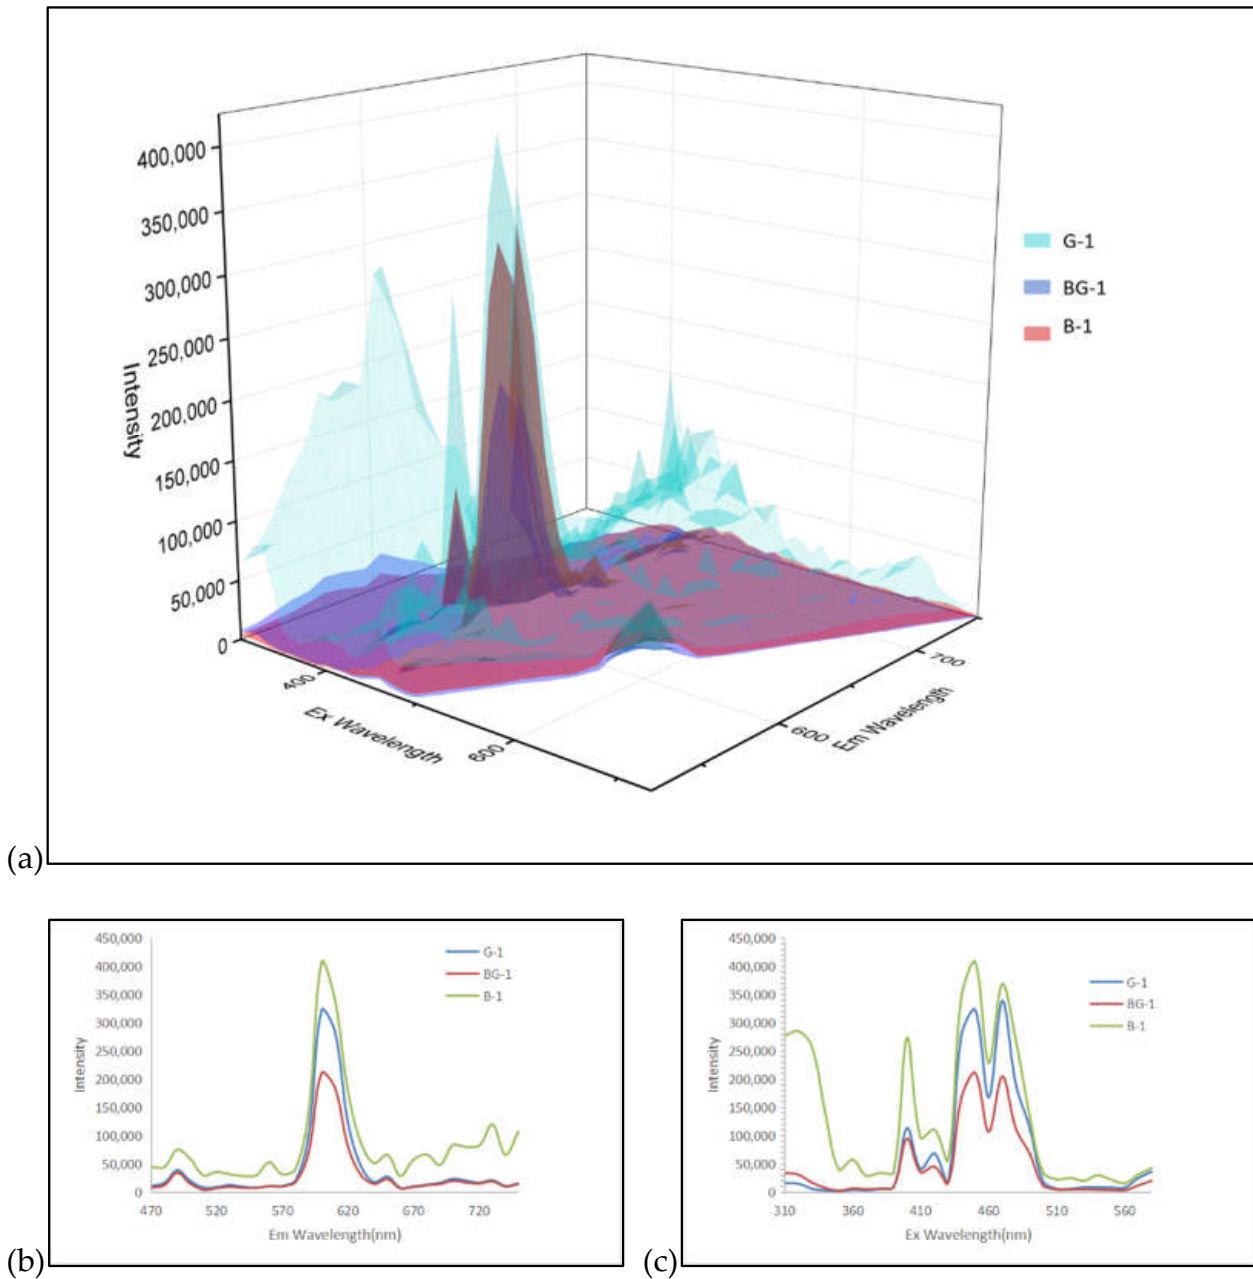 400,000
350,000
300,000
250,000
200,000
150,000
100,000
50,000
0
Intensity
400
600
Ex Wavelength
600
700
Em Wavelength
G-1
BG-1
B-1
(a)
450,000
400,000
350,000
300,000
250,000
200,000
150,000
100,000
50,000
0
Intensity
470 520 570 620 670 720
Em Wavelength(nm)
G-1
BG-1
B-1
(b)
450,000
400,000
350,000
300,000
250,000
200,000
150,000
100,000
50,000
0
Intensity
310 360 410 460 510 560
Ex Wavelength(nm)
G-1
BG-1
B-1
(c)